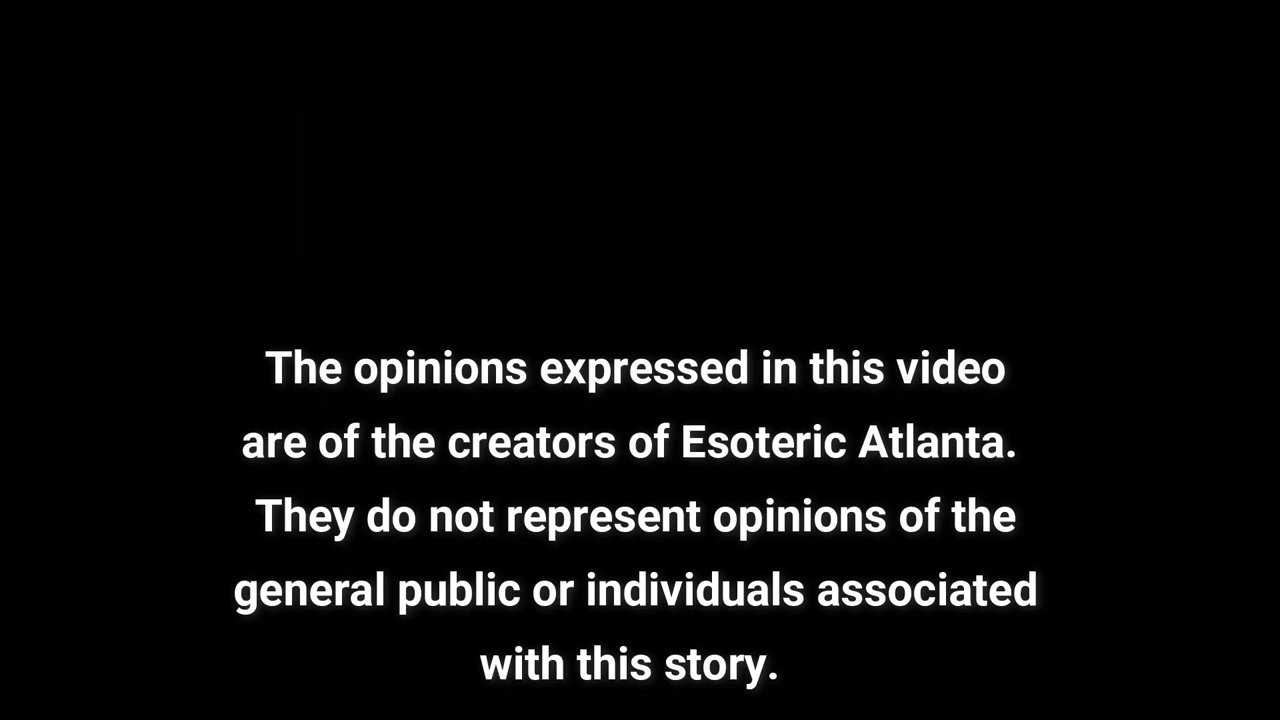 The opinions expressed in this video
are of the creators of Esoteric Atlanta.
They do not represent opinions of the
general public or individuals associated
with this story.